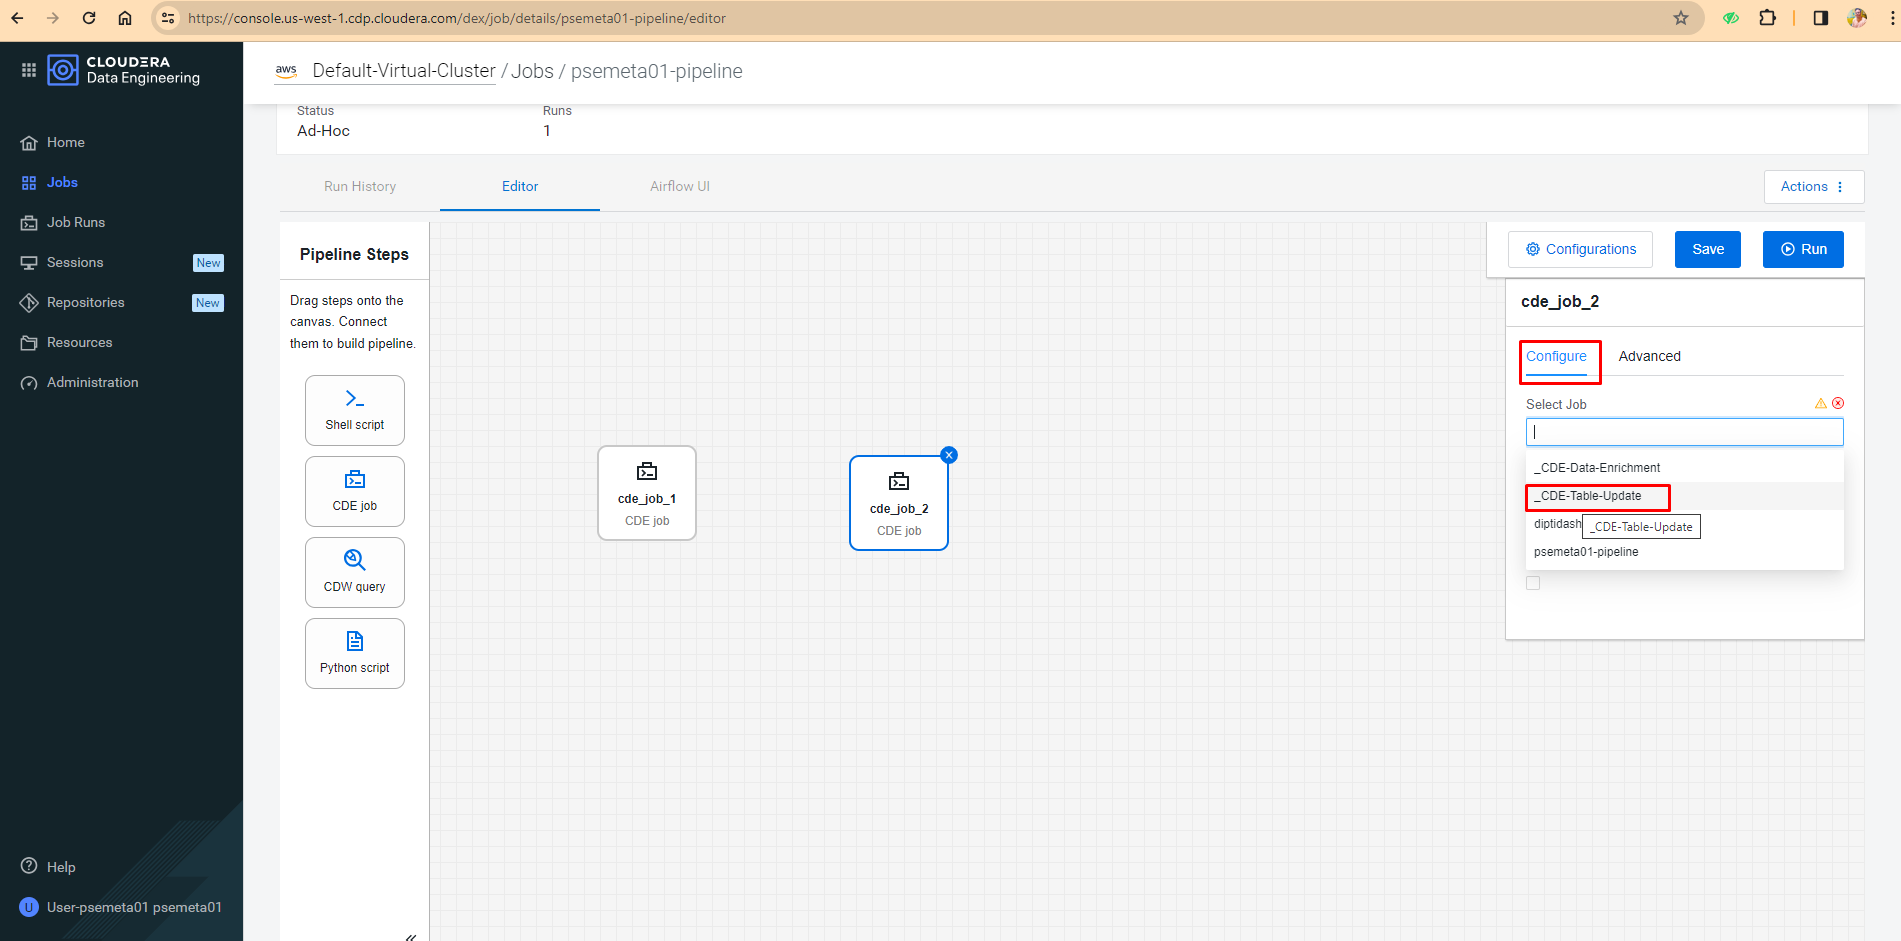 https://console.us-west-1.cdp.cloudera.com/dex/job/details/psemeta01-pipeline/editor
CLOUDERA
Data Engineering
aws Default-Virtual-Cluster / Jobs / psemeta01-pipeline
Status
Runs
Ad-Hoc
1
Home
Jobs
Job Runs
Sessions New
Repositories New
Resources
Administration
Run History
Editor
Airflow UI
Actions
Pipeline Steps
Configurations
Save
Run
Drag steps onto the
canvas. Connect
them to build pipeline.
Shell script
CDE job
CDW query
Python script
cde_job_1
CDE job
cde_job_2
CDE job
cde_job_2
Configure
Advanced
Select Job
_CDE-Data-Enrichment
_CDE-Table-Update
diptidash
_CDE-Table-Update
psemeta01-pipeline
Help
U User-psemeta01 psemeta01